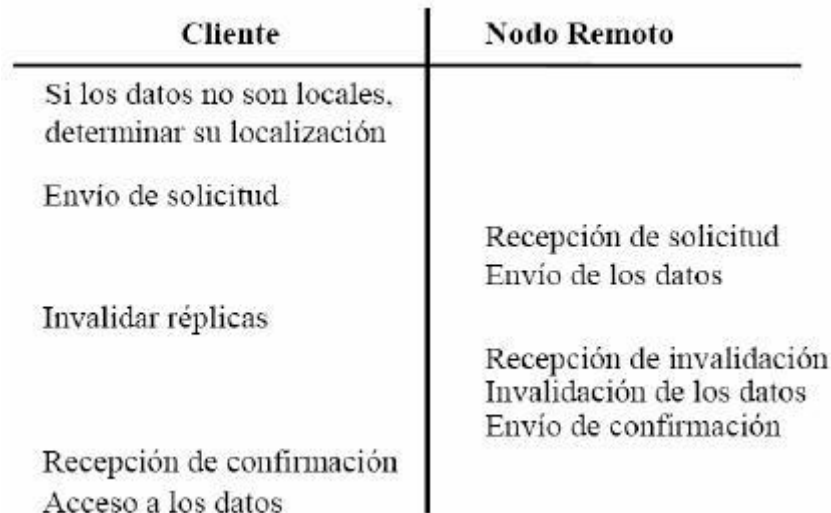 Cliente
Nodo Remoto
Si los datos no son locales,
determinar su localización
Envío de solicitud
Recepción de solicitud
Envío de los datos
Invalidar réplicas
Recepción de invalidación
Invalidación de los datos
Envío de confirmación
Recepción de confirmación
Acceso a los datos